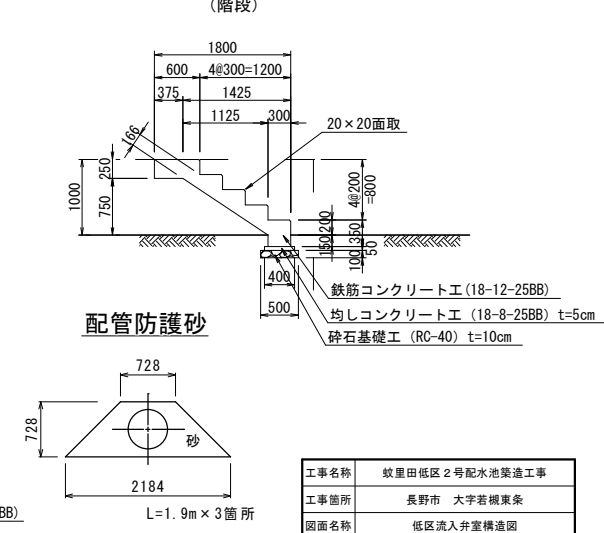 (階段)
1800
600
4@300=1200
375
1425
1125
300
20×20面取
166
250
1000
750
4@200
=800
200
150
350
100
50
400
500
鉄筋コンクリート工(18-12-25BB)
均しコンクリート工 (18-8-25BB) t=5cm
砕石基礎工 (RC-40) t=10cm
配管防護砂
728
728
砂
2184
L=1.9m×3箇所
BB)
工事名称 蚊里田低区2号配水池築造工事
工事箇所 長野市 大字若槻東条
図面名称 低区流入弁室構造図